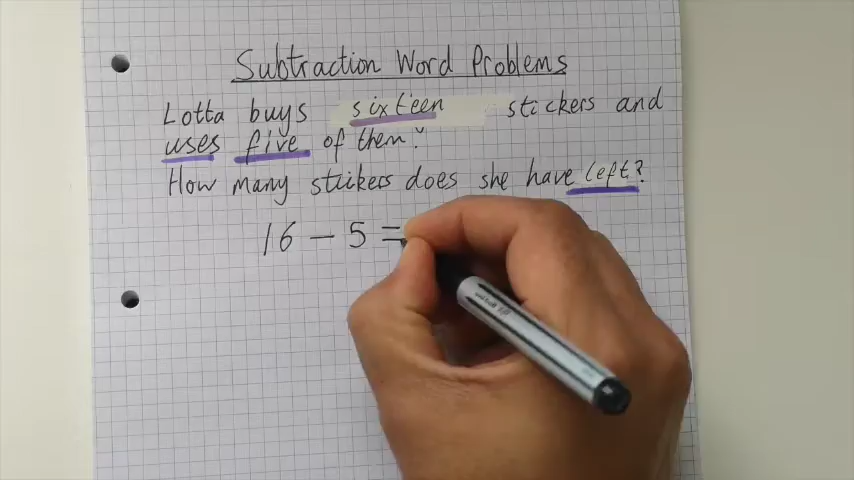 Subtraction Word Problems
Lotta buys sixteen stickers and
uses five of them.
How many stickers does she have left?
16 - 5 =